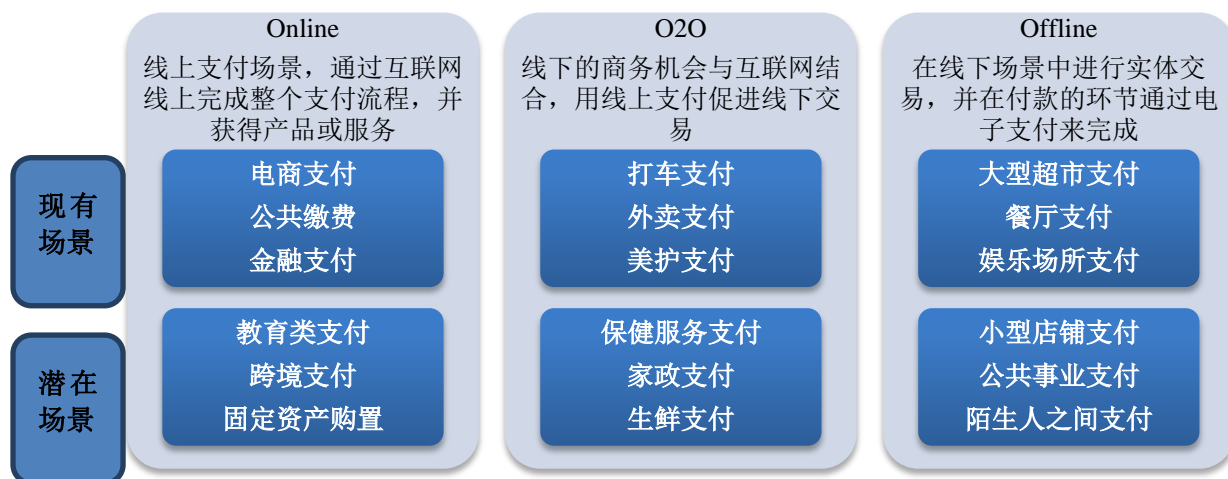 Online
线上支付场景，通过互联网
线上完成整个支付流程，并
获得产品或服务
O2O
线下的商务机会与互联网结
合，用线上支付促进线下交
易
Offline
在线下场景中进行实体交
易，并在付款的环节通过电
子支付来完成
现有
场景
电商支付
公共缴费
金融支付
打车支付
外卖支付
美护支付
大型超市支付
餐厅支付
娱乐场所支付
潜在
场景
教育类支付
跨境支付
固定资产购置
保健服务支付
家政支付
生鲜支付
小型店铺支付
公共事业支付
陌生人之间支付